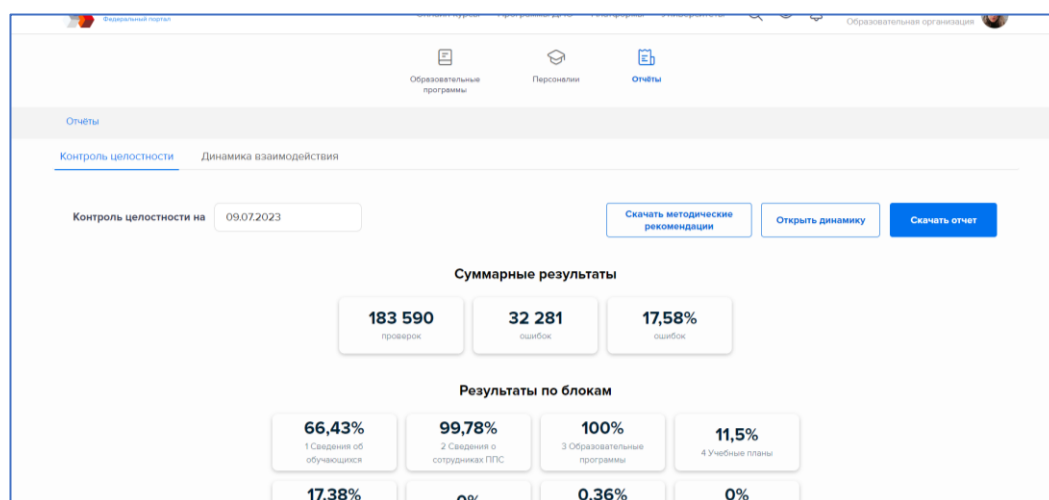 Федеральный портал
Образовательная организация
Образовательные программы
Персоналии
Отчёты
Отчёты
Контроль целостности Динамика взаимодействия
Контроль целостности на 09.07.2023
Скачать методические рекомендации
Открыть динамику
Скачать отчет
Суммарные результаты
183 590 32 281 17,58%
проверок ошибок ошибок
Результаты по блокам
66,43% 99,78% 100% 11,5%
1 Сведения об обучающихся
2 Сведения о сотрудниках ППС
3 Образовательные программы
4 Учебные планы
17,38% 0% 0,36% 0%